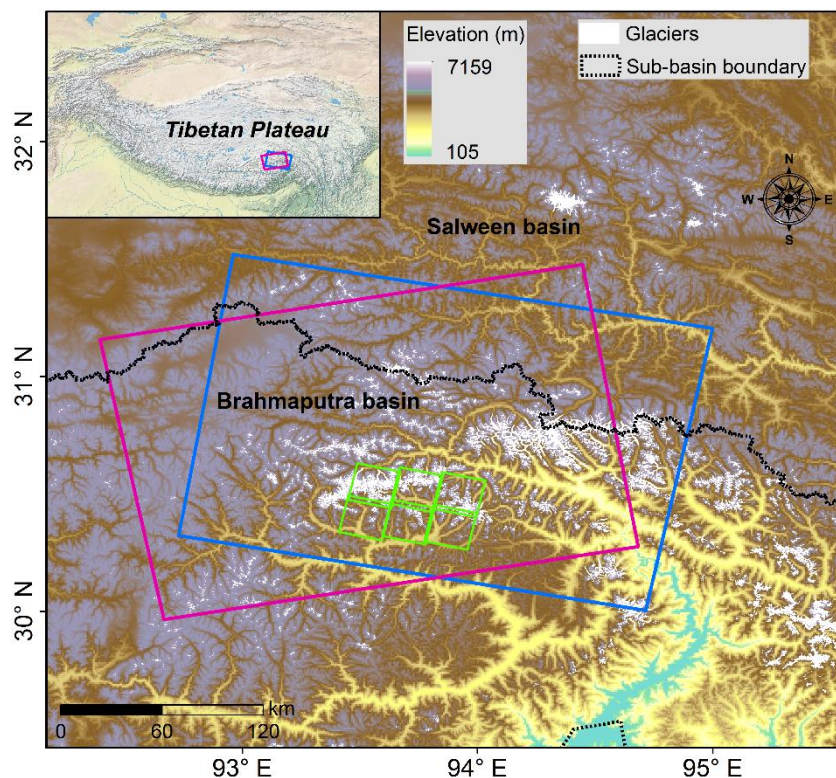 Tibetan Plateau
Elevation (m)
7159
105
Glaciers
Sub-basin boundary
N
W
E
S
32° N
31° N
30° N
Salween basin
Brahmaputra basin
km
0
60
120
93° E
94° E
95° E